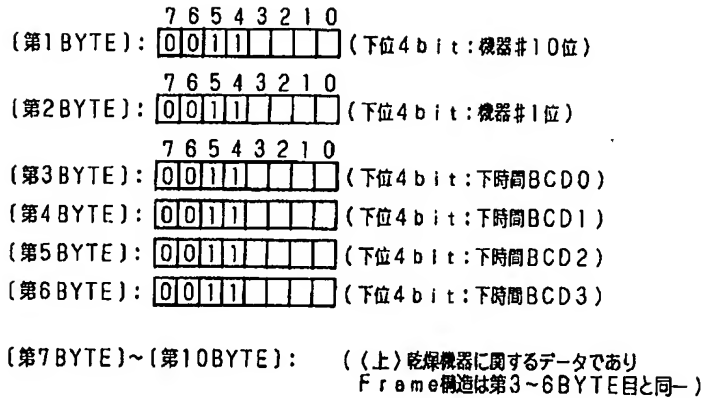 7 6 5 4 3 2 1 0
(第1BYTE): 0 0 1 1 (下位4bit:機器#10位)
7 6 5 4 3 2 1 0
(第2BYTE): 0 0 1 1 (下位4bit:機器#1位)
7 6 5 4 3 2 1 0
(第3BYTE): 0 0 1 1 (下位4bit:下時間BCD0)
(第4BYTE): 0 0 1 1 (下位4bit:下時間BCD1)
(第5BYTE): 0 0 1 1 (下位4bit:下時間BCD2)
(第6BYTE): 0 0 1 1 (下位4bit:下時間BCD3)
(第7BYTE)~(第10BYTE): (〈上〉乾燥機器に関するデータであり
Frame構造は第3~6BYTE目と同一)